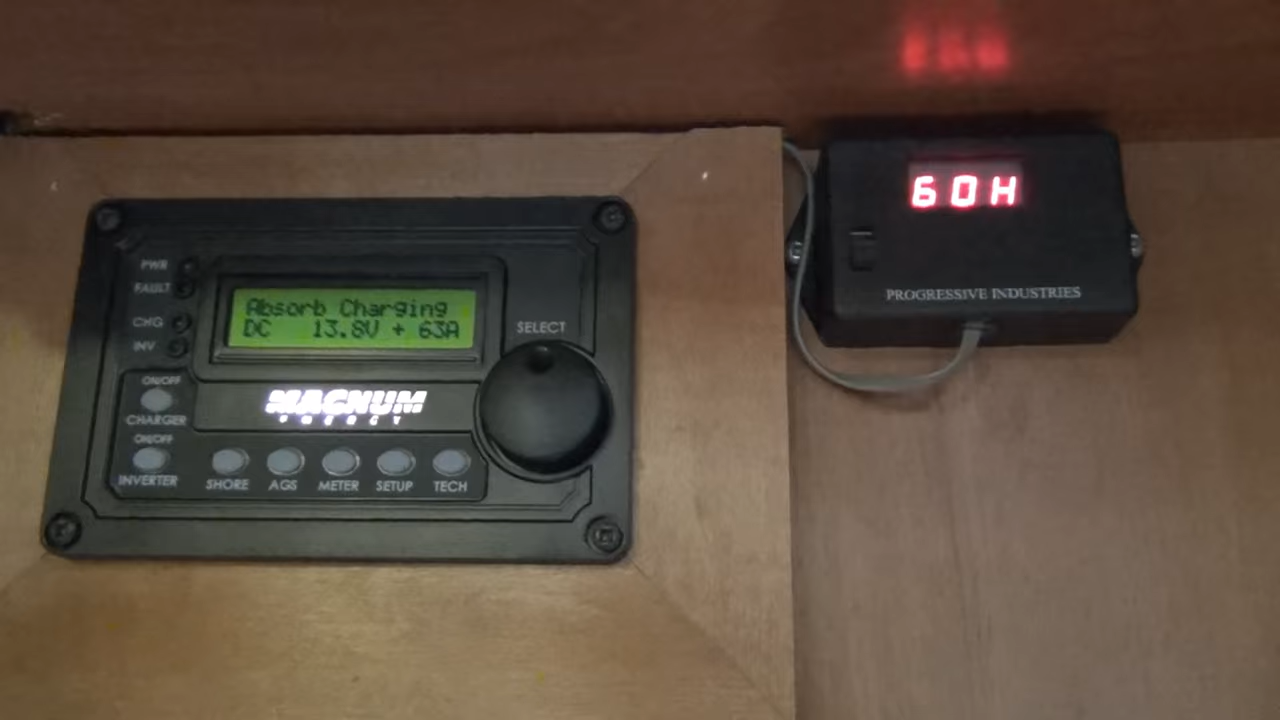 60H
PROGRESSIVE INDUSTRIES
PWR
FAULT
CHG
INV
Absorb Charging
DC 13.8V + 63A
SELECT
ON/OFF
CHARGER
ON/OFF
INVERTER
MAGNUM
ENERGY
SHORE AGS METER SETUP TECH